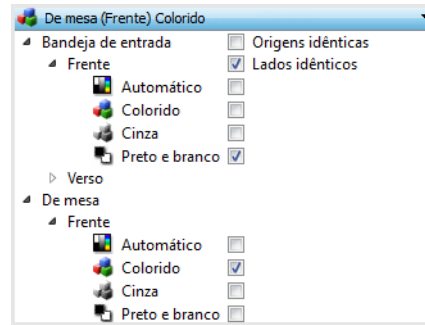 De mesa (Frente) Colorido
Bandeja de entrada Origens idênticas
Frente Lados idênticos
Automático
Colorido
Cinza
Preto e branco
Verso
De mesa
Frente
Automático
Colorido
Cinza
Preto e branco